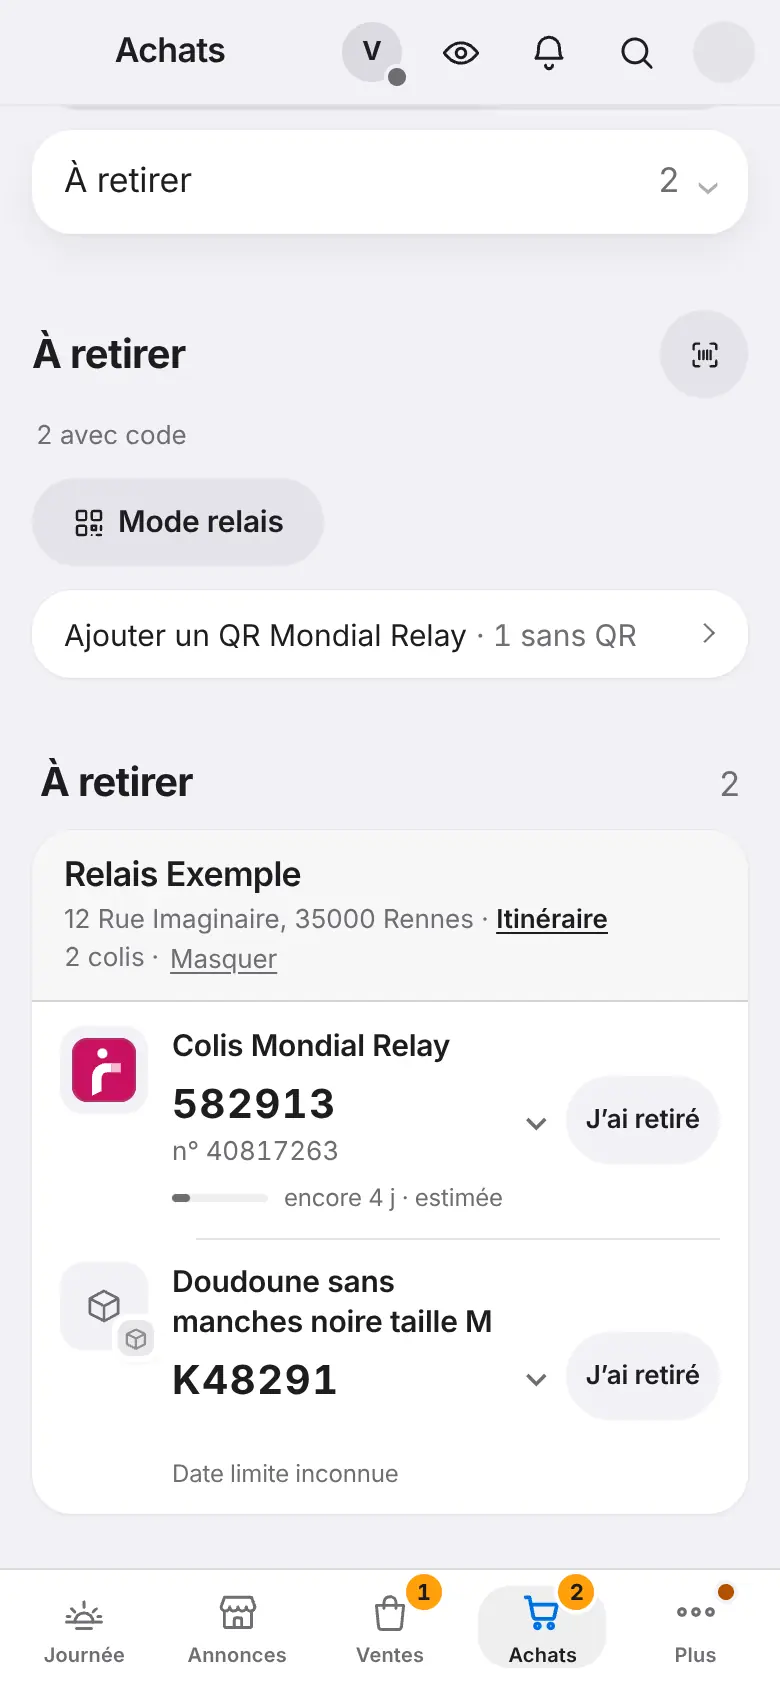 Achats
V
À retirer
2
À retirer
2 avec code
Mode relais
Ajouter un QR Mondial Relay · 1 sans QR
À retirer
2
Relais Exemple
12 Rue Imaginaire, 35000 Rennes · Itinéraire
2 colis · Masquer
Colis Mondial Relay
582913
n° 40817263
J’ai retiré
encore 4 j · estimée
Doudoune sans
manches noire taille M
K48291
J’ai retiré
Date limite inconnue
1
2
Journée
Annonces
Ventes
Achats
Plus